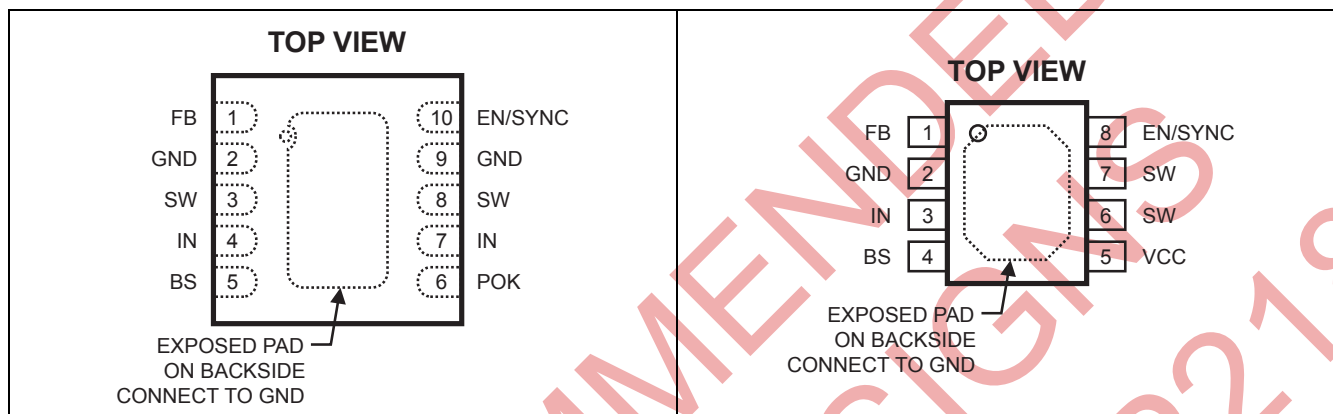 TOP VIEW
FB 1 10 EN/SYNC
GND 2 9 GND
SW 3 8 SW
IN 4 7 IN
BS 5 6 POK
EXPOSED PAD
ON BACKSIDE
CONNECT TO GND
TOP VIEW
FB 1 8 EN/SYNC
GND 2 7 SW
IN 3 6 SW
BS 4 5 VCC
EXPOSED PAD
ON BACKSIDE
CONNECT TO GND